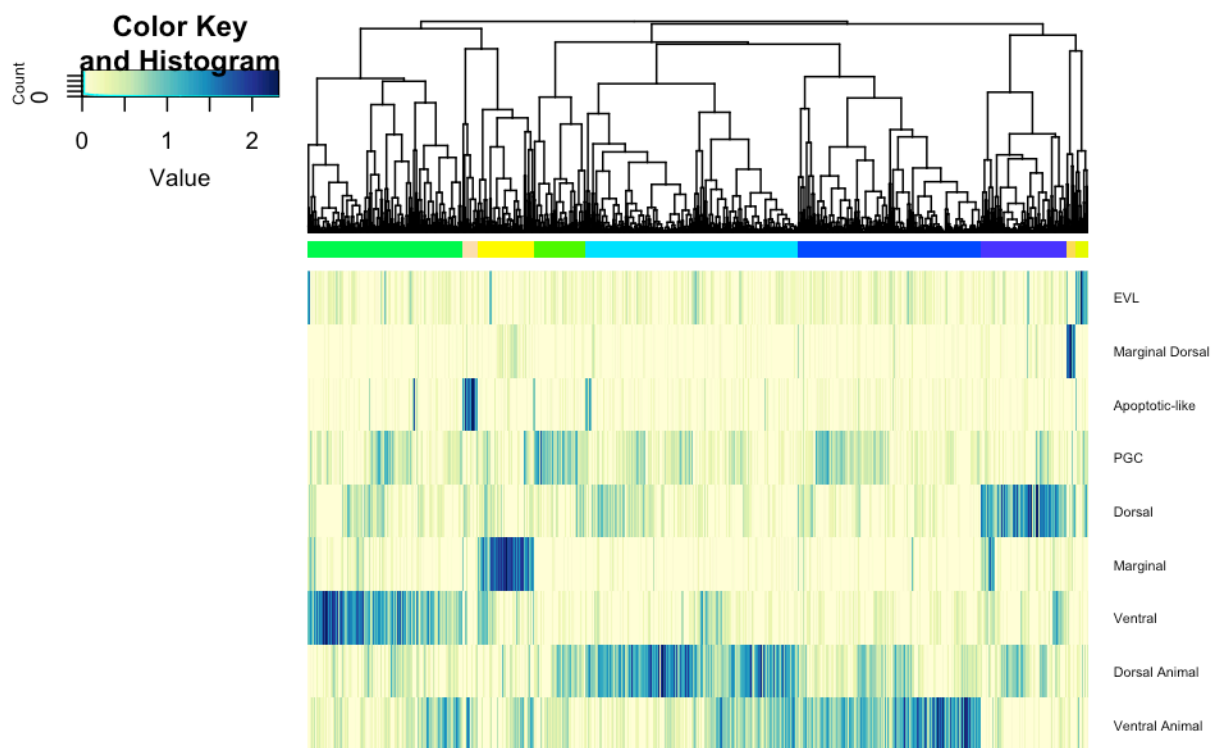 Color Key
and Histogram
Count
0
0 1 2
Value
EVL
Marginal Dorsal
Apoptotic-like
PGC
Dorsal
Marginal
Ventral
Dorsal Animal
Ventral Animal